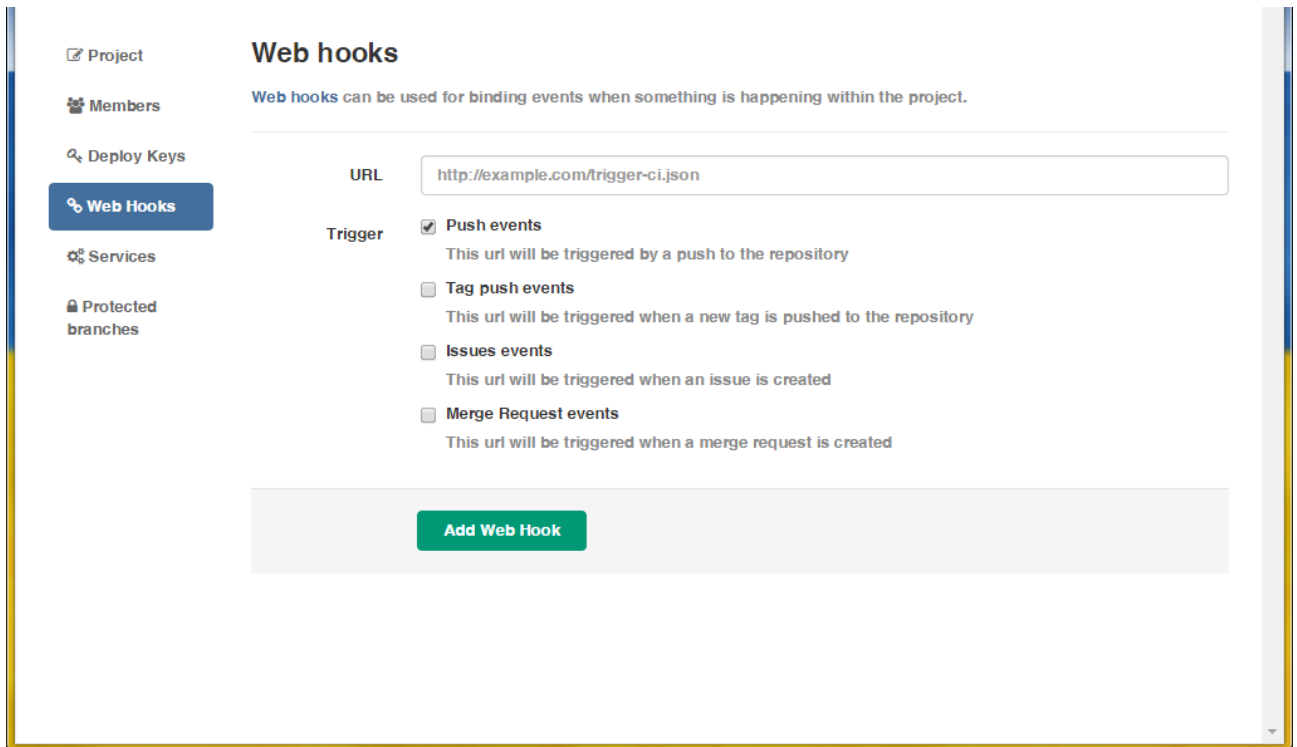 Project
Members
Deploy Keys
Web Hooks
Services
Protected
branches
Web hooks
Web hooks can be used for binding events when something is happening within the project.
URL
http://example.com/trigger-ci.json
Trigger
Push events
This url will be triggered by a push to the repository
Tag push events
This url will be triggered when a new tag is pushed to the repository
Issues events
This url will be triggered when an issue is created
Merge Request events
This url will be triggered when a merge request is created
Add Web Hook